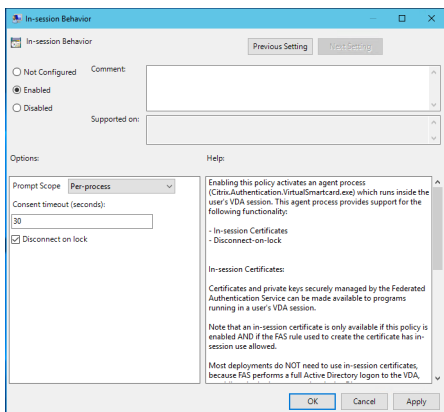 In-session Behavior
In-session Behavior
Previous Setting
Next Setting
Not Configured
Comment:
Enabled
Disabled
Supported on:
Options:
Help:
Prompt Scope Per-process
Consent timeout (seconds):
30
Disconnect on lock
Enabling this policy activates an agent process
(Citrix.Authentication.VirtualSmartcard.exe) which runs inside the
user's VDA session. This agent process provides support for the
following functionality:
- In-session Certificates
- Disconnect-on-lock
In-session Certificates:
Certificates and private keys securely managed by the Federated
Authentication Service can be made available to programs
running in a user's VDA session.
Note that an in-session certificate is only available if this policy is
enabled AND if the FAS rule used to create the certificate has in-
session use allowed.
Most deployments do NOT need to use in-session certificates,
because FAS performs a full Active Directory logon to the VDA,
OK
Cancel
Apply